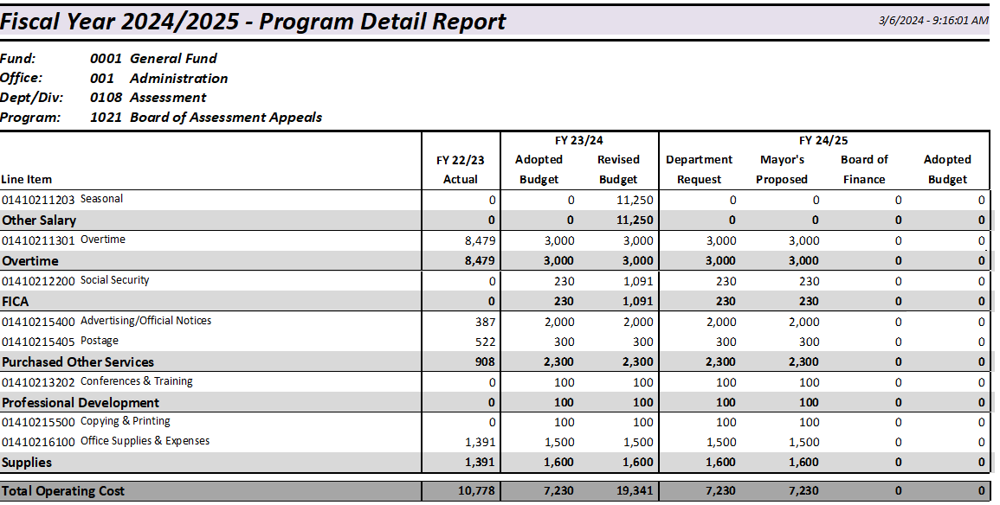 Fiscal Year 2024/2025 - Program Detail Report 3/6/2024 - 9:16:01 AM
Fund: 0001 General Fund
Office: 001 Administration
Dept/Div: 0108 Assessment
Program: 1021 Board of Assessment Appeals
FY 23/24 FY 24/25
FY 22/23 Adopted Revised Department Mayor's Board of Adopted
Line Item Actual Budget Budget Request Proposed Finance Budget
01410211203 Seasonal 0 0 11,250 0 0 0 0
Other Salary 0 0 11,250 0 0 0 0
01410211301 Overtime 8,479 3,000 3,000 3,000 3,000 0 0
Overtime 8,479 3,000 3,000 3,000 3,000 0 0
01410212200 Social Security 0 230 1,091 230 230 0 0
FICA 0 230 1,091 230 230 0 0
01410215400 Advertising/Official Notices 387 2,000 2,000 2,000 2,000 0 0
01410215405 Postage 522 300 300 300 300 0 0
Purchased Other Services 908 2,300 2,300 2,300 2,300 0 0
01410213202 Conferences & Training 0 100 100 100 100 0 0
Professional Development 0 100 100 100 100 0 0
01410215500 Copying & Printing 0 100 100 100 100 0 0
01410216100 Office Supplies & Expenses 1,391 1,500 1,500 1,500 1,500 0 0
Supplies 1,391 1,600 1,600 1,600 1,600 0 0
Total Operating Cost 10,778 7,230 19,341 7,230 7,230 0 0